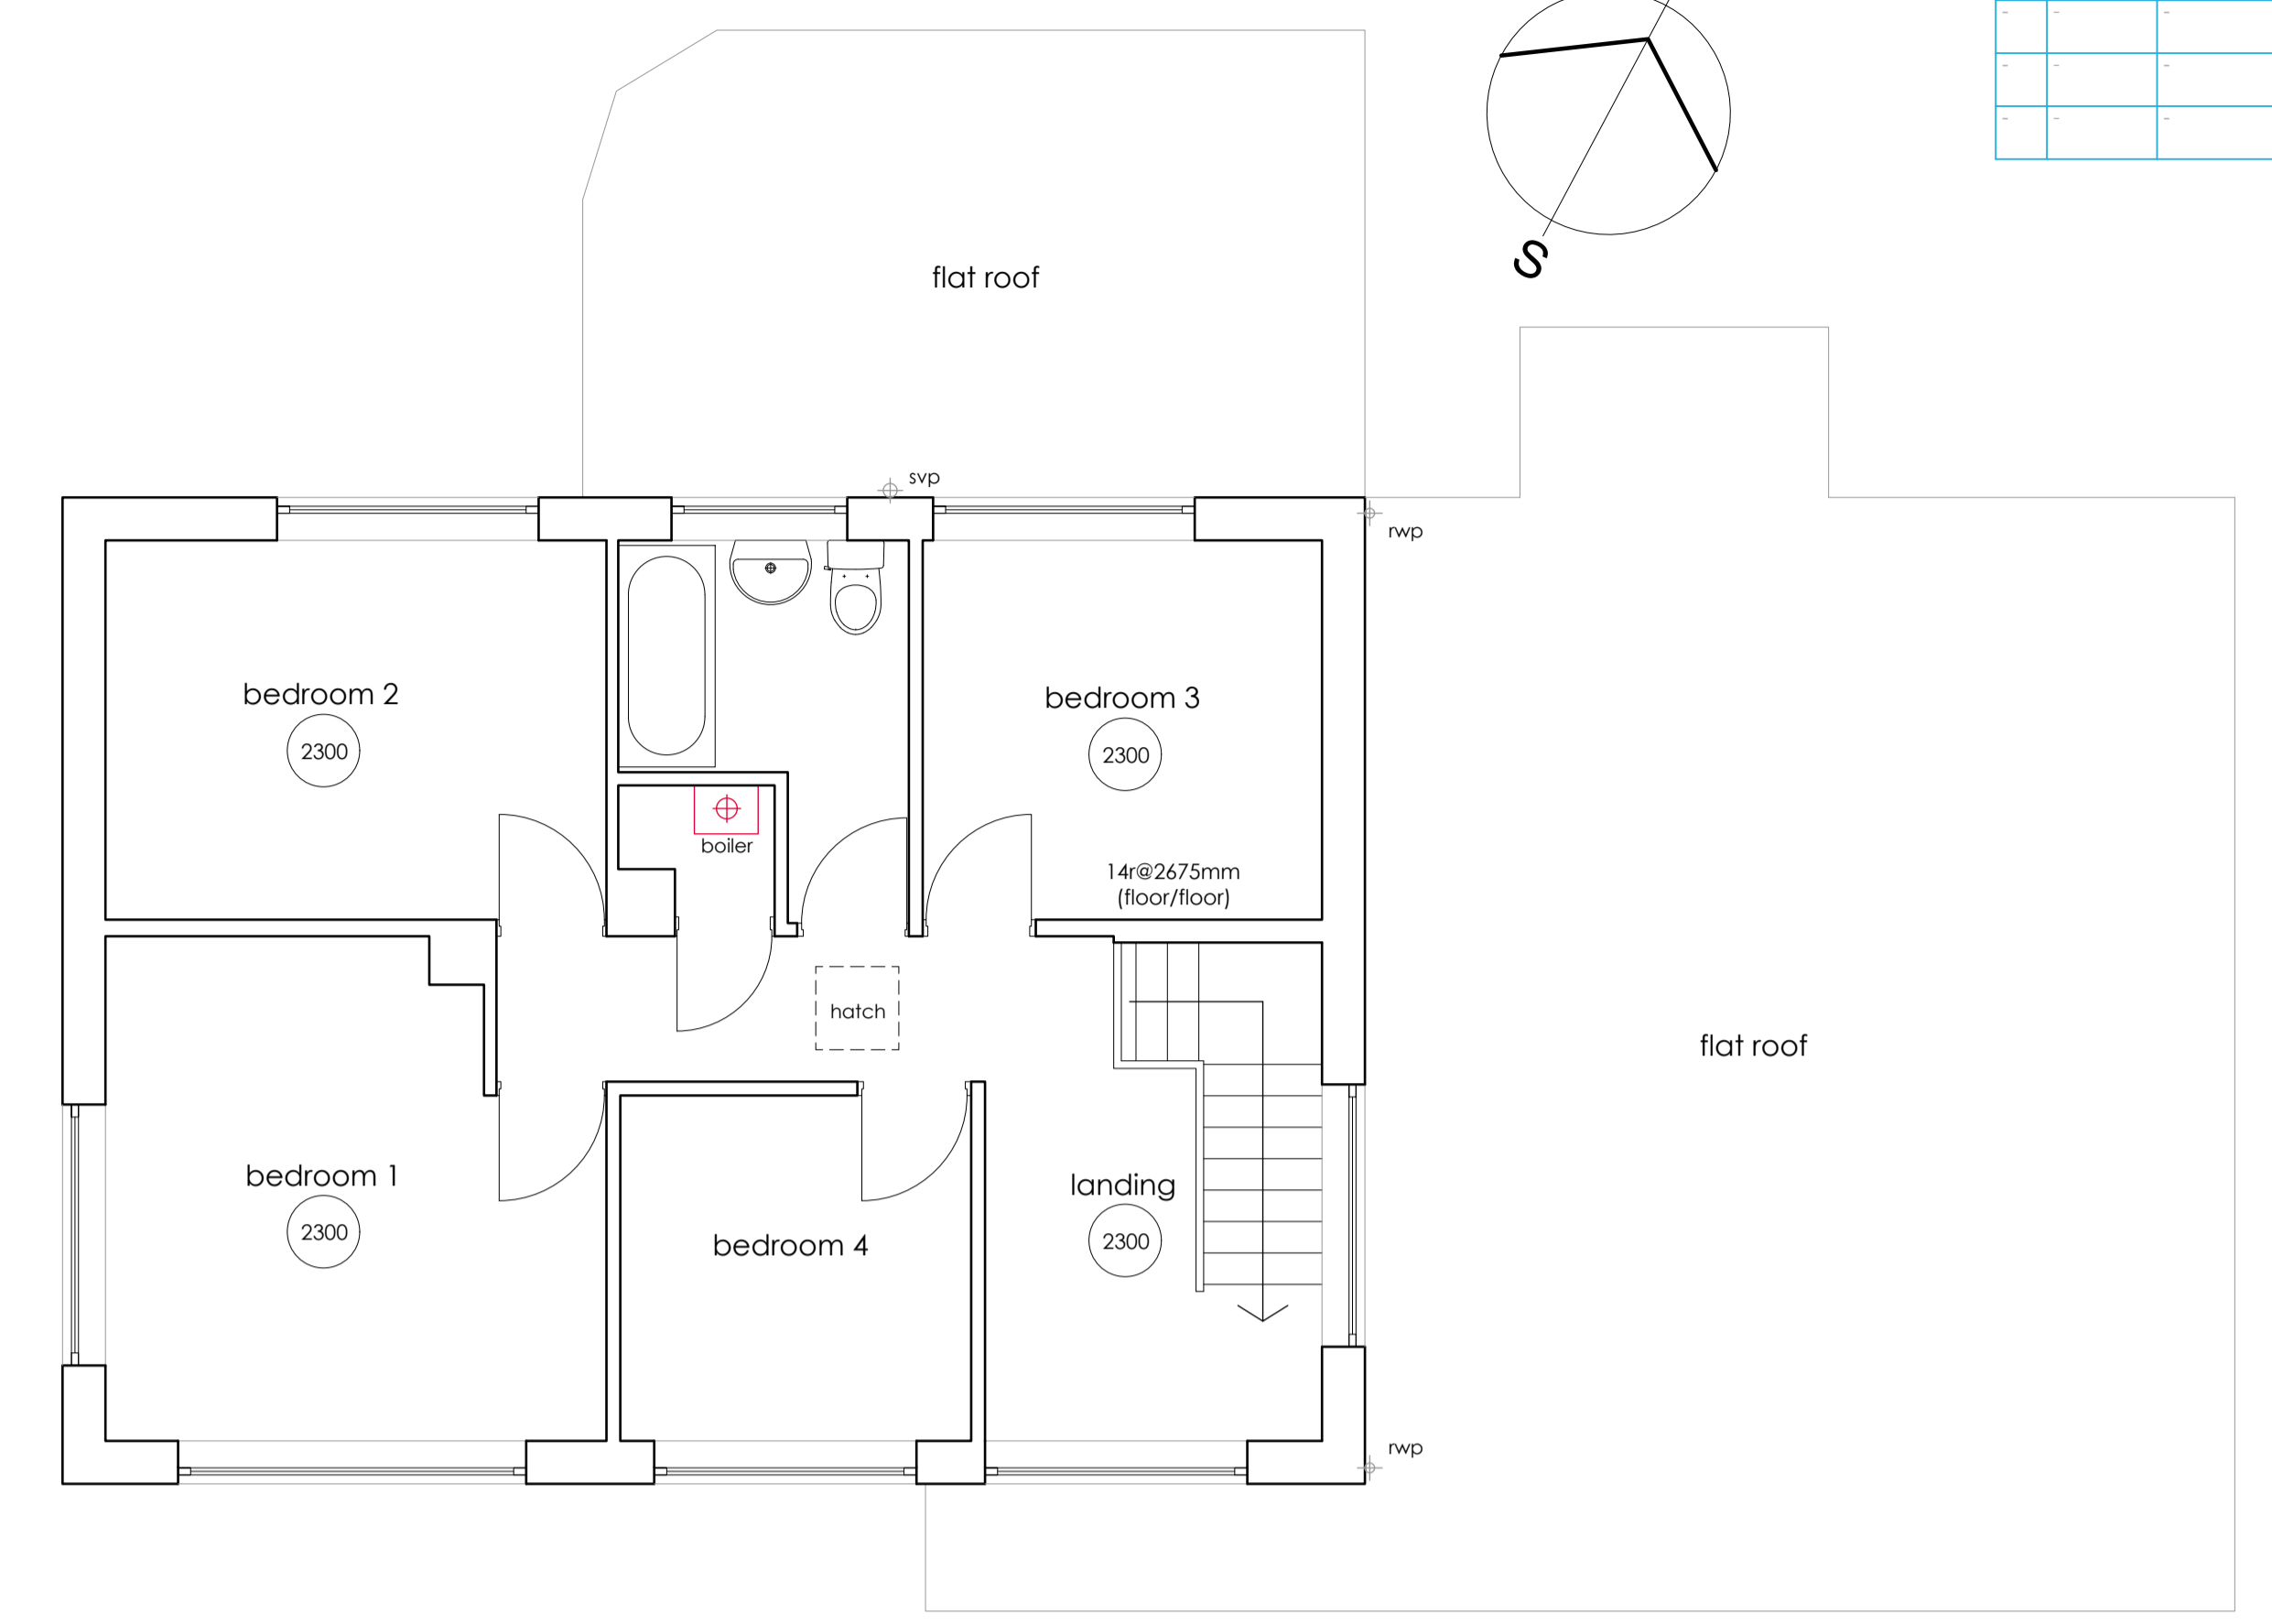 flat roof
S
svp
rwp
bedroom 2
2300
bedroom 3
2300
boiler
14r@2675mm
(floor/floor)
hatch
flat roof
bedroom 1
2300
bedroom 4
landing
2300
rwp